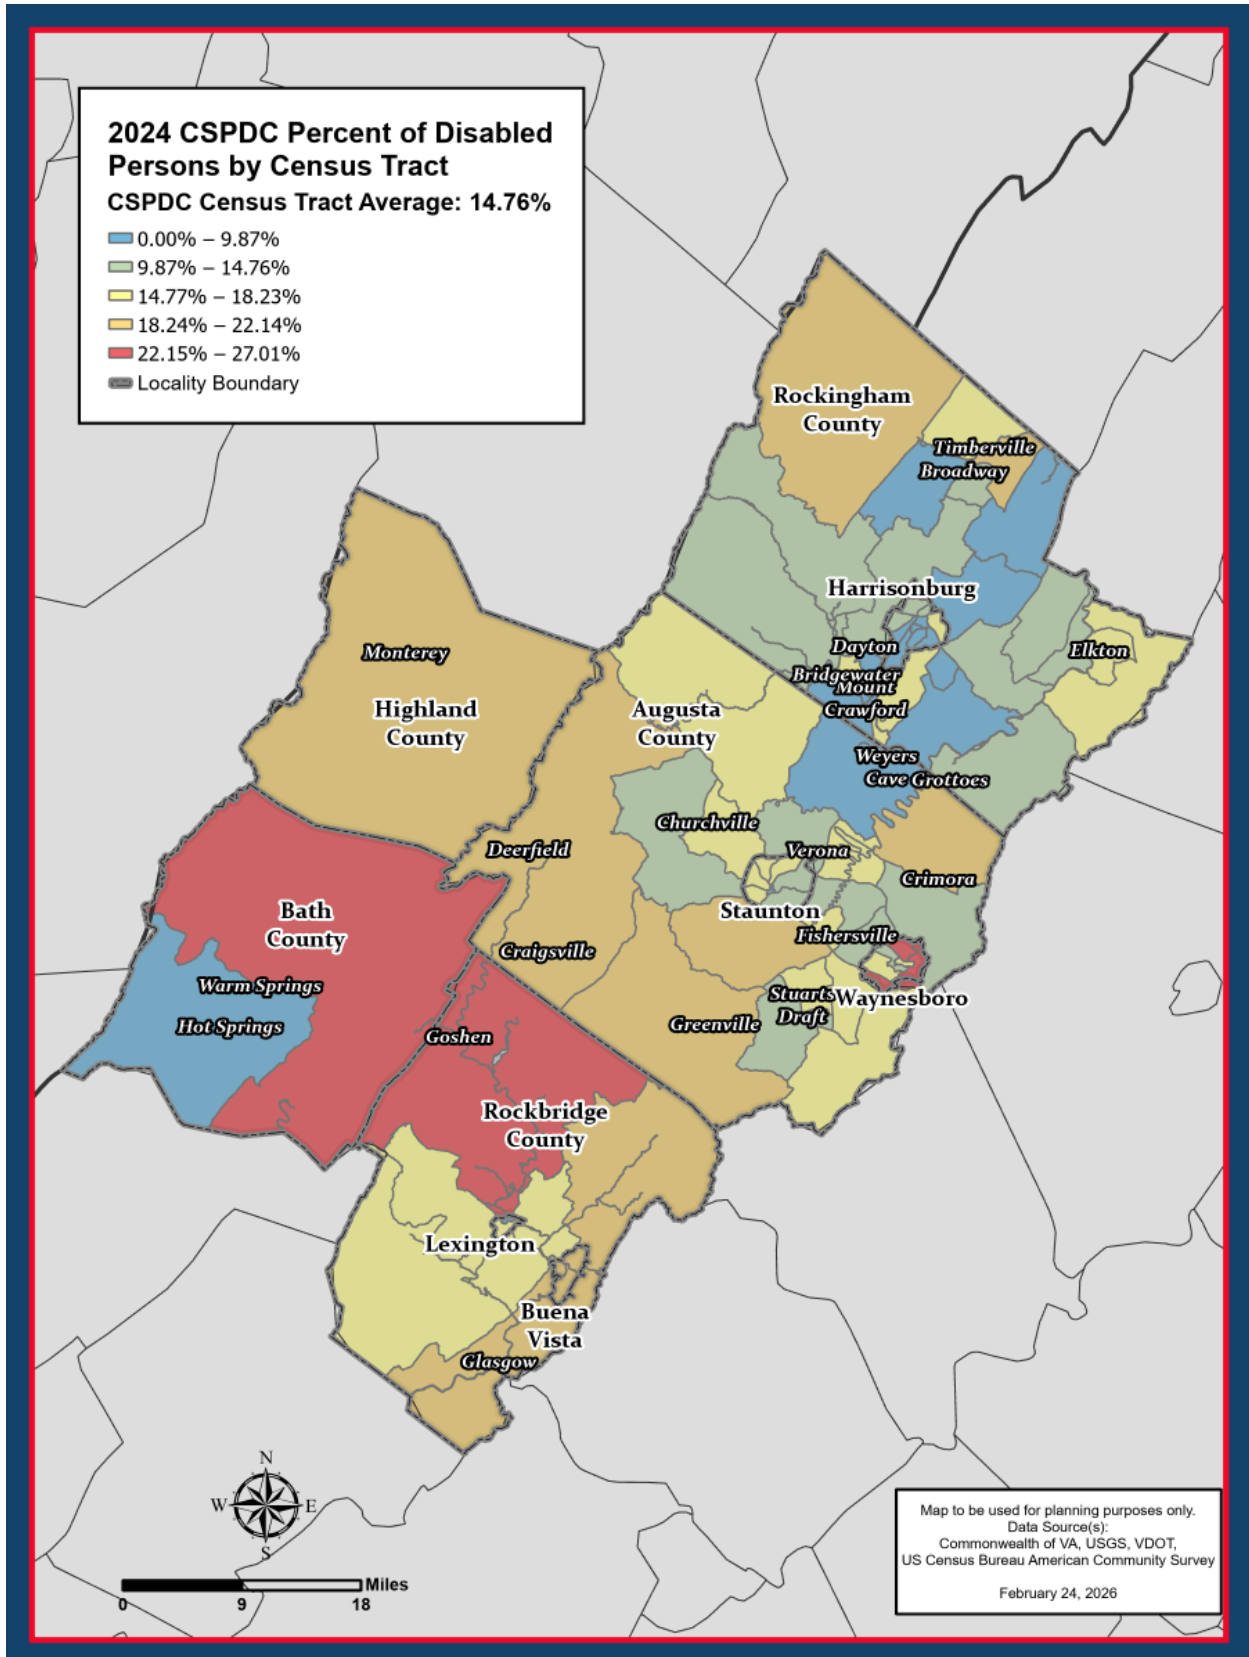 2024 CSPDC Percent of Disabled
Persons by Census Tract
CSPDC Census Tract Average: 14.76%
0.00% – 9.87%
9.87% – 14.76%
14.77% – 18.23%
18.24% – 22.14%
22.15% – 27.01%
Locality Boundary
Rockingham
County
Timberville
Broadway
Harrisonburg
Dayton
Elkton
Bridgewater
Mount
Crawford
Monterey
Highland
County
Augusta
County
Weyers
Cave
Grottoes
Churchville
Deerfield
Verona
Crimora
Bath
County
Staunton
Fishersville
Craigsville
Warm Springs
Hot Springs
Stuarts
Draft
Waynesboro
Greenville
Goshen
Rockbridge
County
Lexington
Buena
Vista
Glasgow
N
W
E
S
Miles
0
9
18
Map to be used for planning purposes only.
Data Source(s):
Commonwealth of VA, USGS, VDOT,
US Census Bureau American Community Survey
February 24, 2026